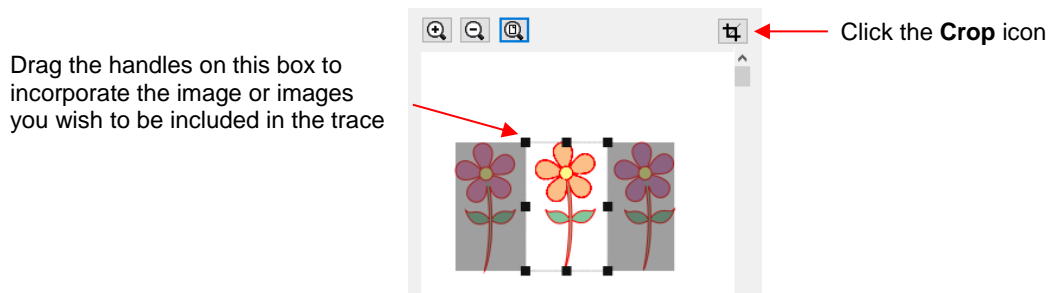 Click the Crop icon
Drag the handles on this box to
incorporate the image or images
you wish to be included in the trace